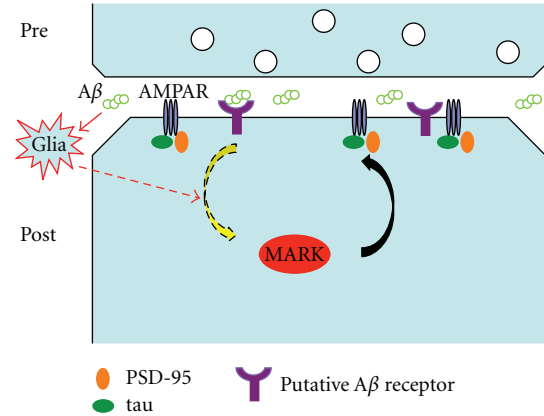 Pre
Aβ
AMPAR
Glia
Post
MARK
PSD-95
Putative Aβ receptor
tau